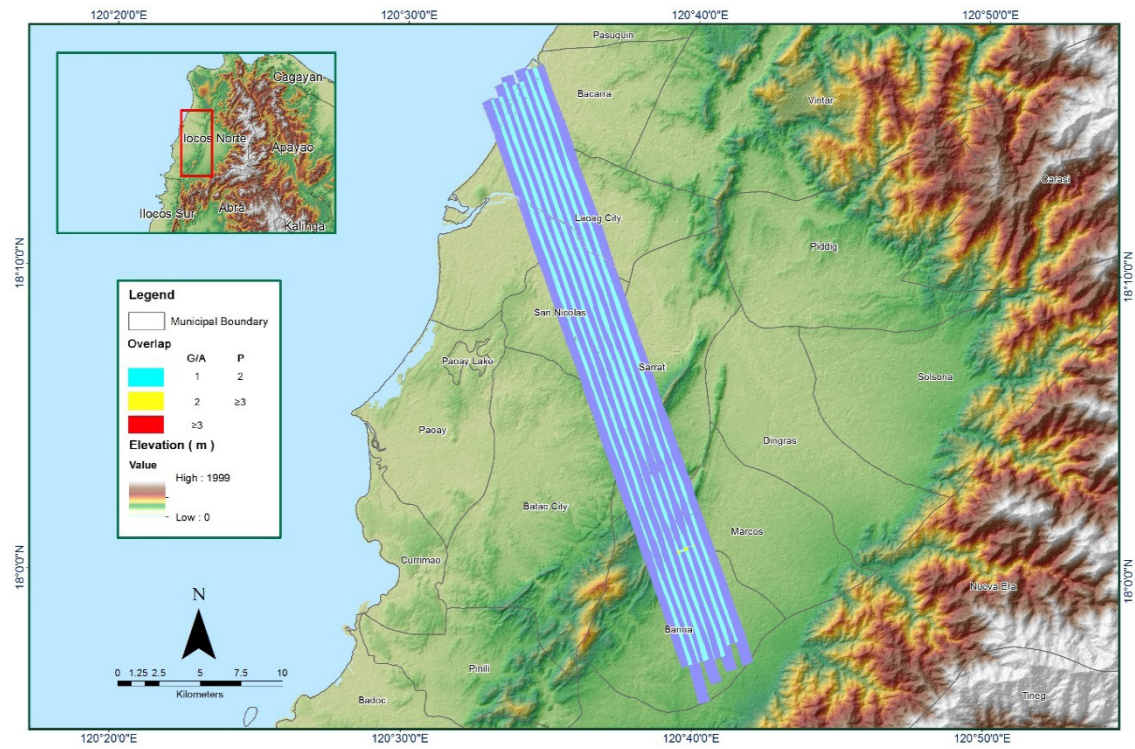 120°20'0"E 120°30'0"E 120°40'0"E 120°50'0"E
Pasuquin
Cagayan
Bacarra
Vintar
Ilocos Norte
Apayao
Carasi
Ilocos Sur
Abra
Kalinga
Laoag City
Piddig
18°10'0"N
18°10'0"N
Legend
Municipal Boundary
Overlap
G/A P
1 2
2 ≥3
≥3
Elevation ( m )
Value
High : 1999
Low : 0
San Nicolas
Paoay Lake
Sarrat
Solsona
Paoay
Dingras
Batac City
Marcos
Currimao
18°0'0"N
18°0'0"N
Nueva Era
Banna
Pinili
Badoc
Tineg
N
0 1.25 2.5 5 7.5 10
Kilometers
120°20'0"E 120°30'0"E 120°40'0"E 120°50'0"E